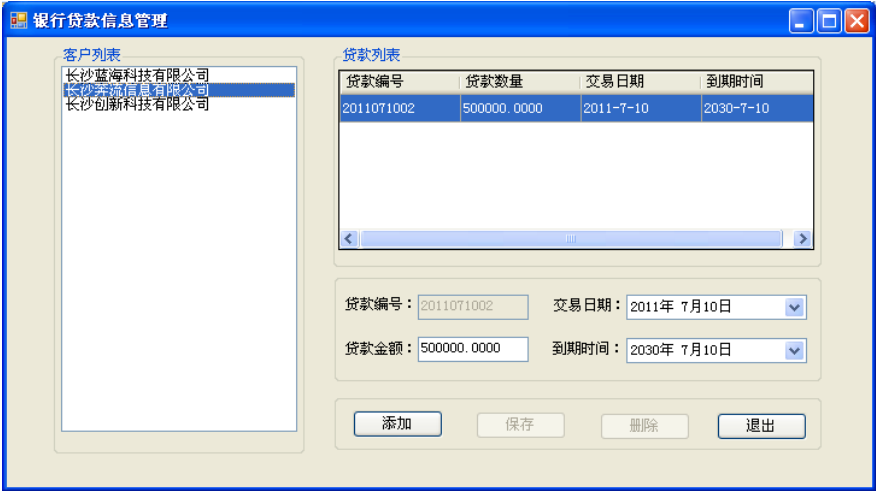 银行贷款信息管理
客户列表
长沙蓝海科技有限公司
长沙奔流信息有限公司
长沙创新科技有限公司
贷款列表
贷款编号 贷款数量 交易日期 到期时间
2011071002 500000.0000 2011-7-10 2030-7-10
贷款编号：2011071002 交易日期：2011年 7月10日
贷款金额：500000.0000 到期时间：2030年 7月10日
添加 保存 删除 退出